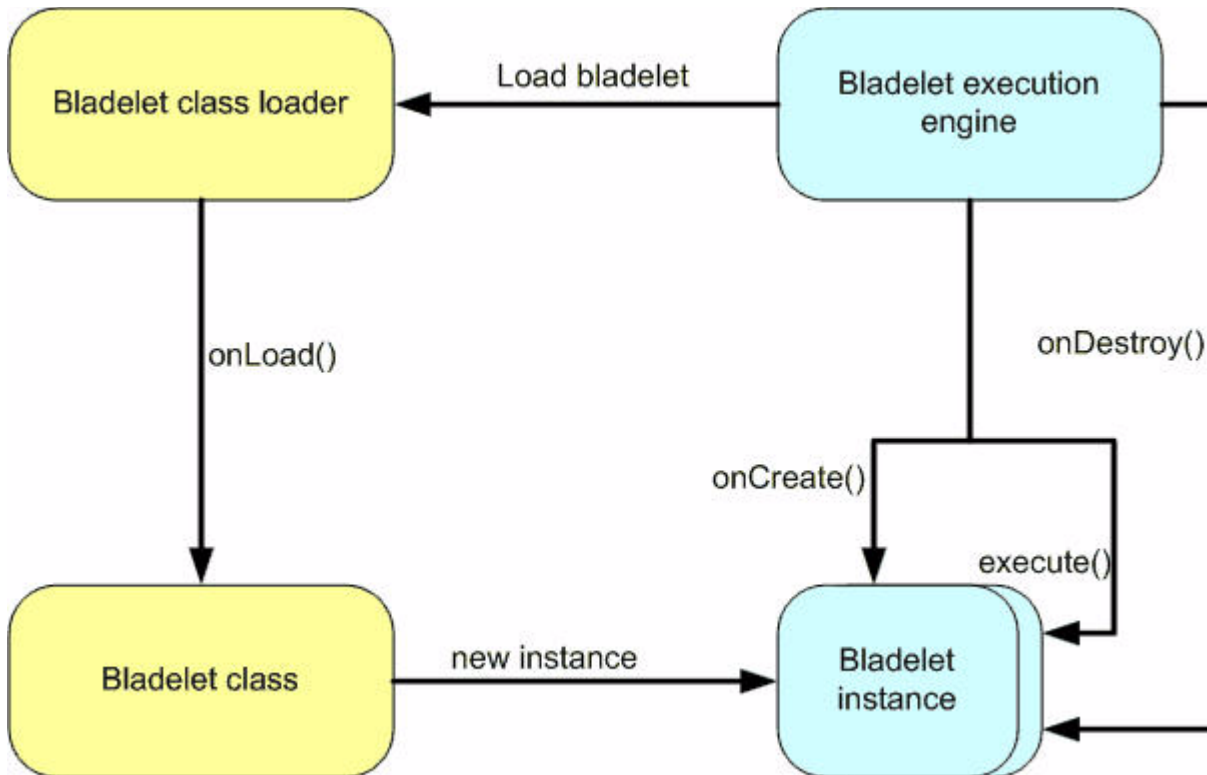 Bladelet class loader
Load bladelet
Bladelet execution
engine
onLoad()
onDestroy()
onCreate()
execute()
Bladelet class
new instance
Bladelet
instance